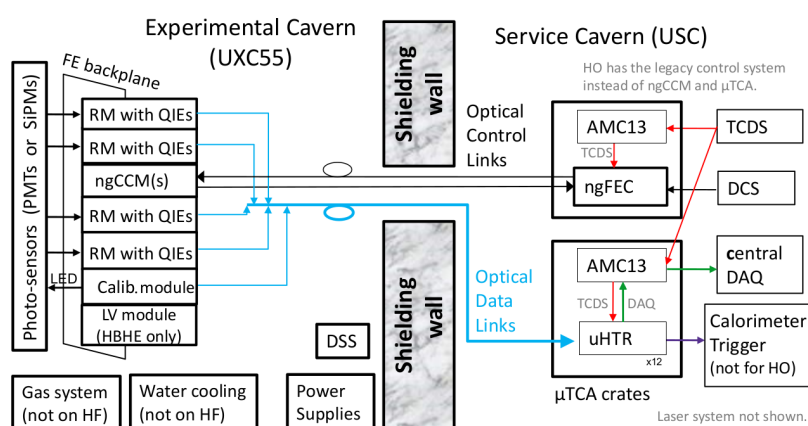 Experimental Cavern
(UXC55)
Service Cavern (USC)
HO has the legacy control system
instead of ngCCM and µTCA.
FE backplane
Photo-sensors (PMTs or SiPMs)
RM with QIEs
RM with QIEs
ngCCM(s)
RM with QIEs
RM with QIEs
LED
Calib.module
LV module
(HBHE only)
Shielding
wall
Optical
Control
Links
AMC13
TCDS
ngFEC
TCDS
DCS
Shielding
wall
Optical
Data
Links
AMC13
TCDS
DAQ
uHTR
x12
µTCA crates
central
DAQ
Calorimeter
Trigger
(not for HO)
DSS
Gas system
(not on HF)
Water cooling
(not on HF)
Power
Supplies
Laser system not shown.